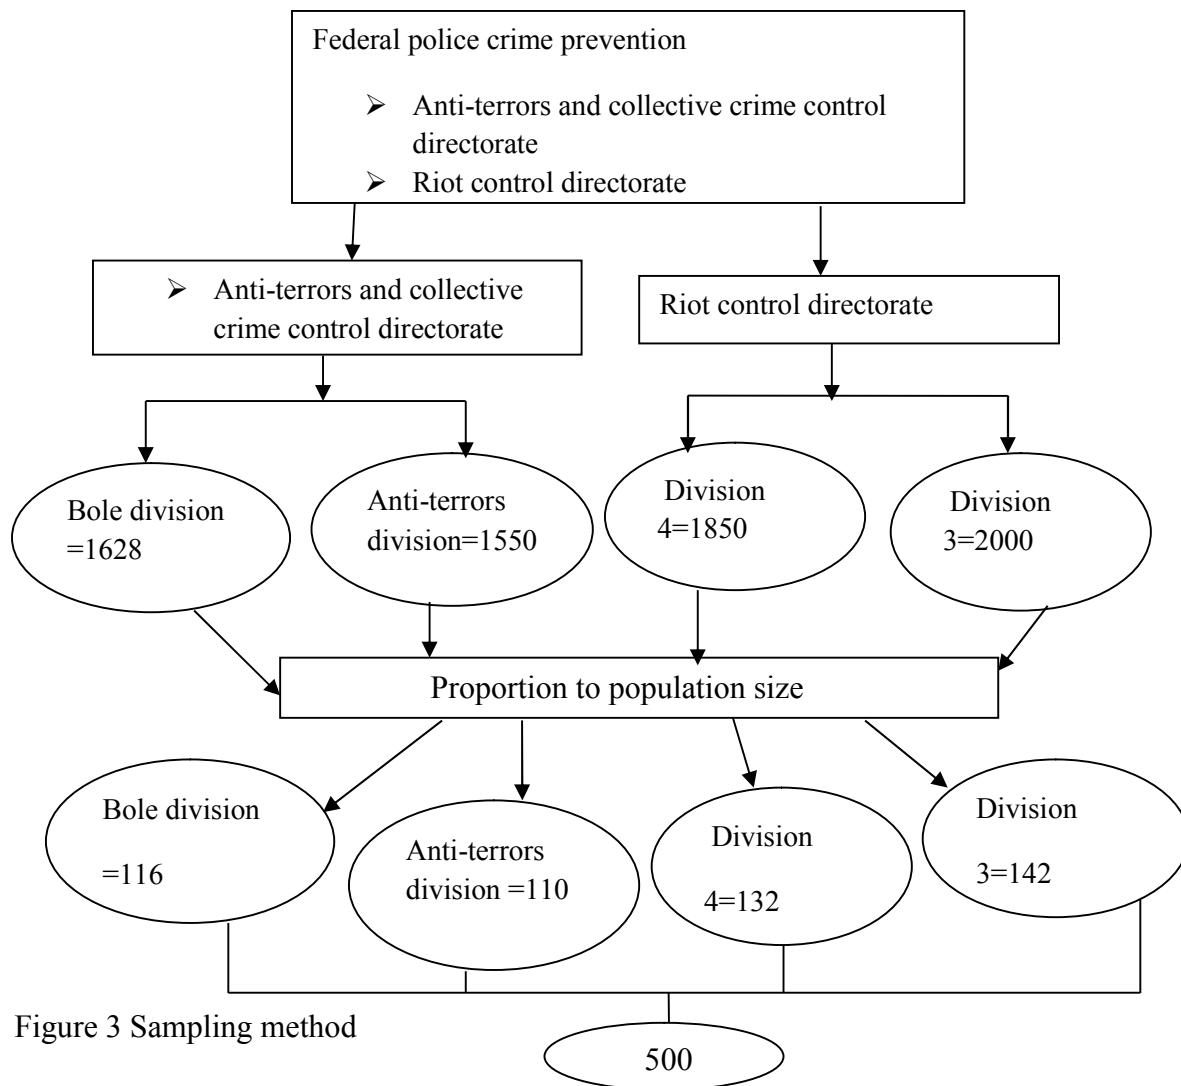 Federal police crime prevention
➢ Anti-terrors and collective crime control
directorate
➢ Riot control directorate
➢ Anti-terrors and collective
crime control directorate
Riot control directorate
Bole division
=1628
Anti-terrors
division=1550
Division
4=1850
Division
3=2000
Proportion to population size
Bole division
=116
Anti-terrors
division =110
Division
4=132
Division
3=142
Figure 3 Sampling method
500